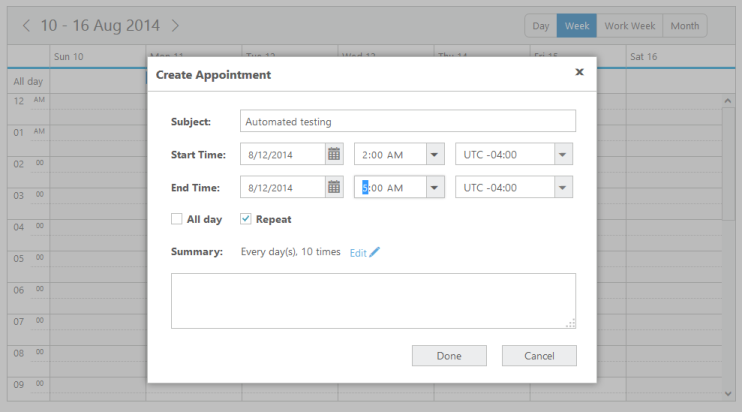 10 - 16 Aug 2014 Day Week Work Week Month
Sun 10 Mon 11 Tue 12 Wed 13 Thu 14 Fri 15 Sat 16
All day
Create Appointment
12 AM
Subject: Automated testing
01 AM
Start Time: 8/12/2014 2:00 AM UTC -04:00
02 00
End Time: 8/12/2014 5:00 AM UTC -04:00
03 00
All day Repeat
04 00
Summary: Every day(s), 10 times Edit
05 00
06 00
07 00
Done Cancel
08 00
09 00